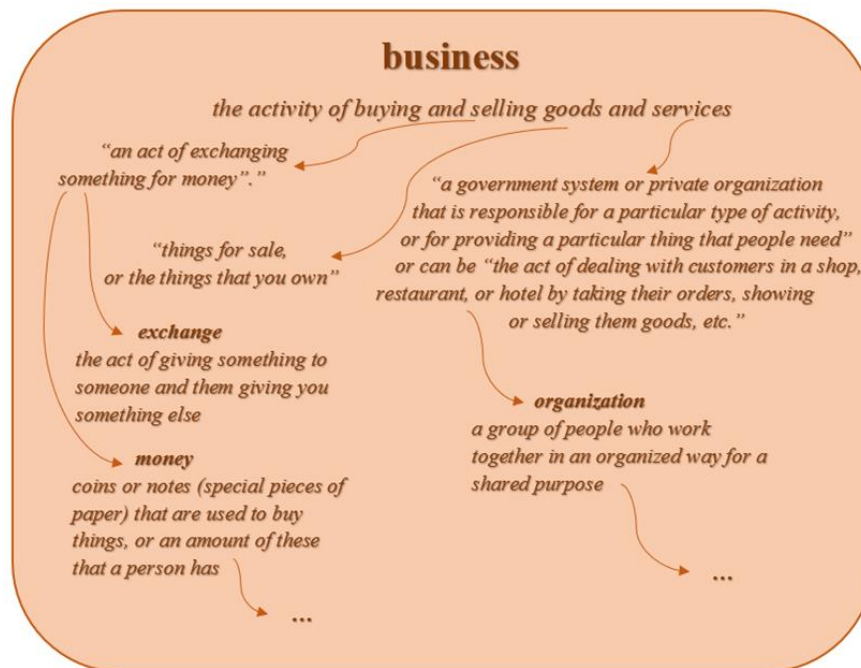 business
the activity of buying and selling goods and services
“an act of exchanging
something for money”.”
“things for sale,
or the things that you own”
“a government system or private organization
that is responsible for a particular type of activity,
or for providing a particular thing that people need”
or can be “the act of dealing with customers in a shop,
restaurant, or hotel by taking their orders, showing
or selling them goods, etc.”
exchange
the act of giving something to
someone and them giving you
something else
money
coins or notes (special pieces of
paper) that are used to buy
things, or an amount of these
that a person has
...
organization
a group of people who work
together in an organized way for a
shared purpose
...